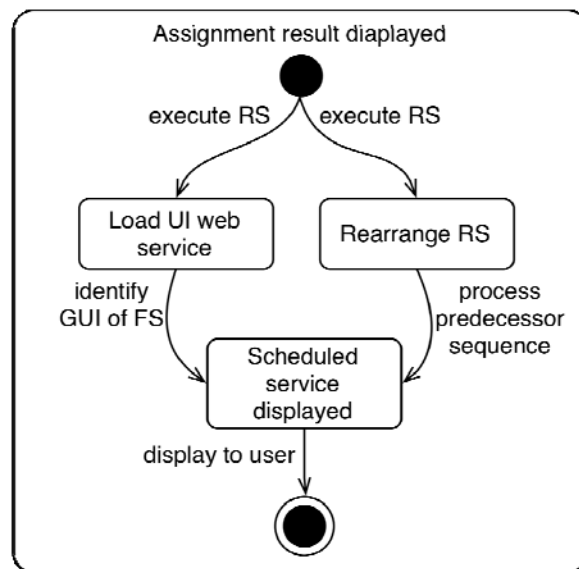 Assignment result diaplayed
execute RS
execute RS
Load UI web
service
Rearrange RS
identify
GUI of FS
process
predecessor
sequence
Scheduled
service
displayed
display to user